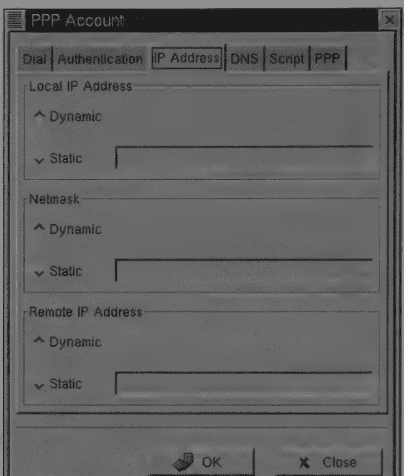 PPP Account
Dial Authentication IP Address DNS Script PPP
Local IP Address
Dynamic
Static
Netmask
Dynamic
Static
Remote IP Address
Dynamic
Static
OK Close